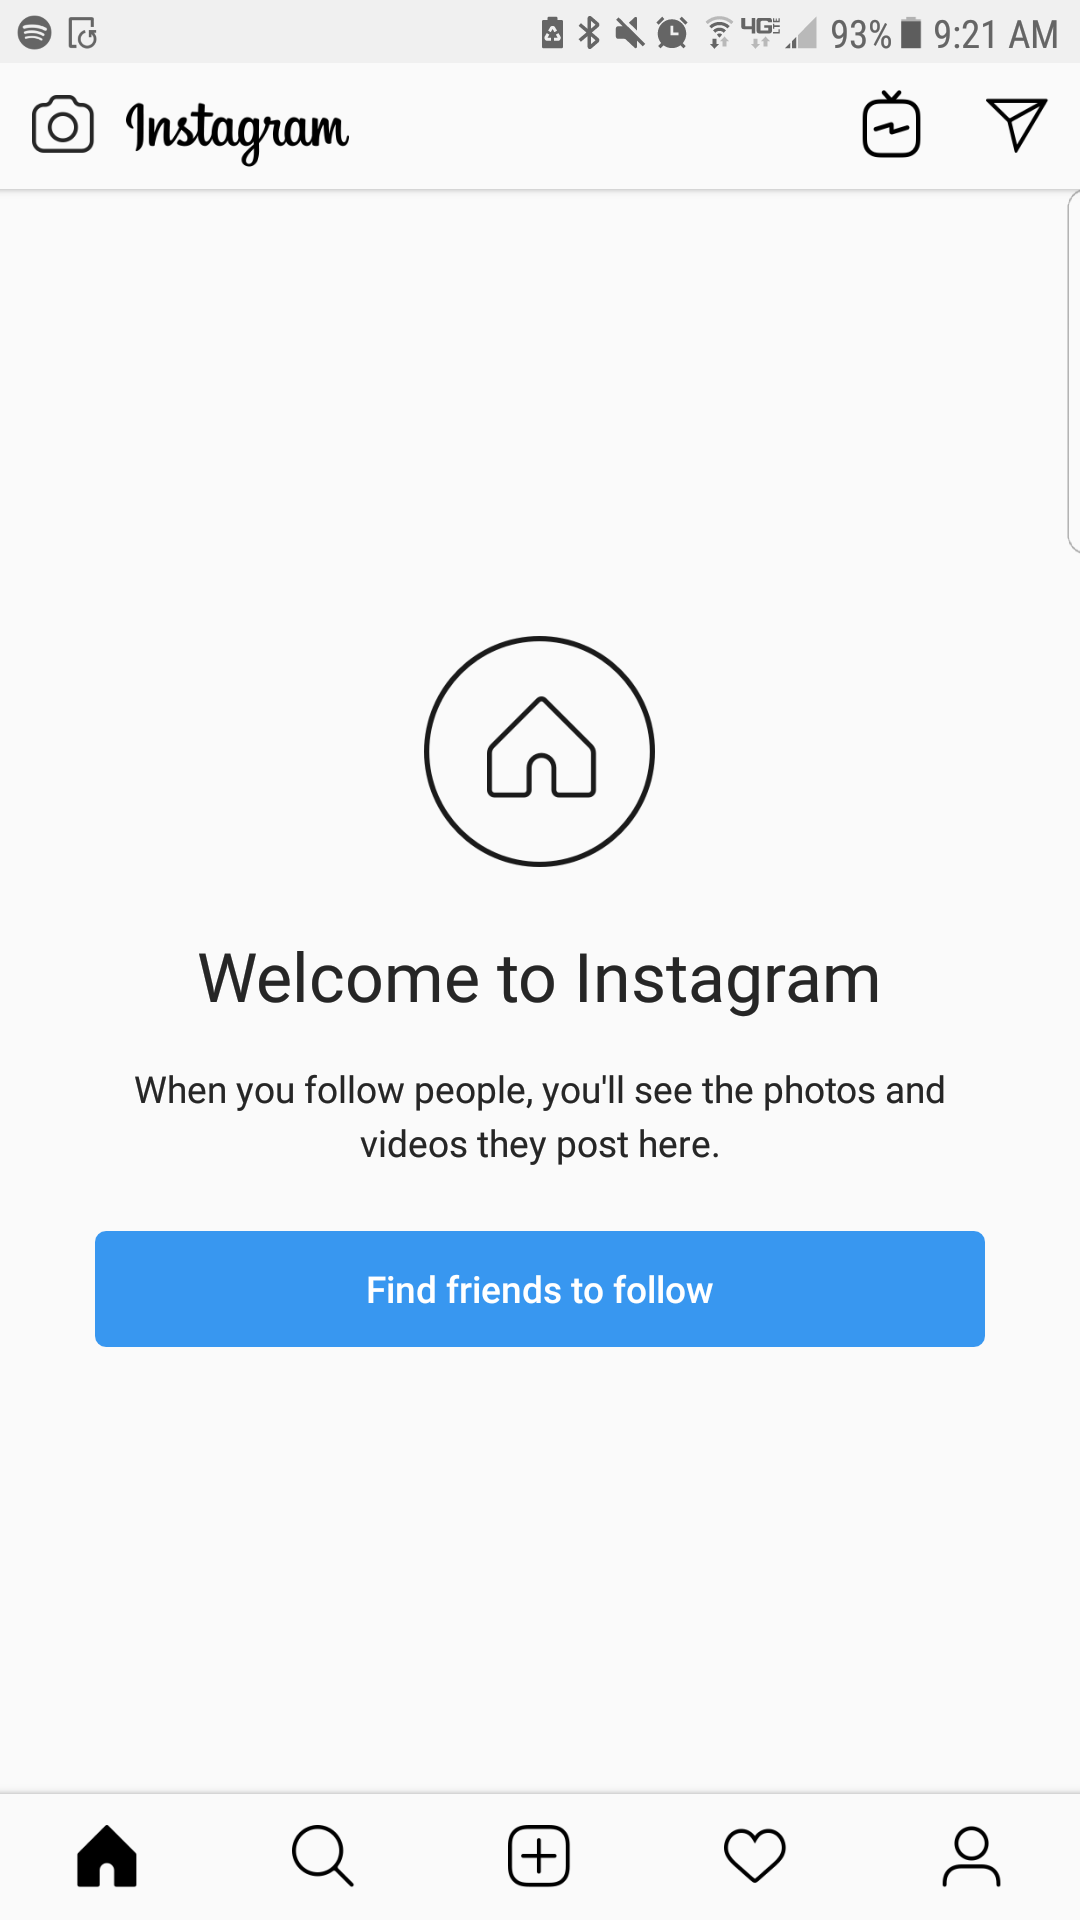 4G LTE 93% 9:21 AM
Instagram
Welcome to Instagram
When you follow people, you'll see the photos and
videos they post here.
Find friends to follow